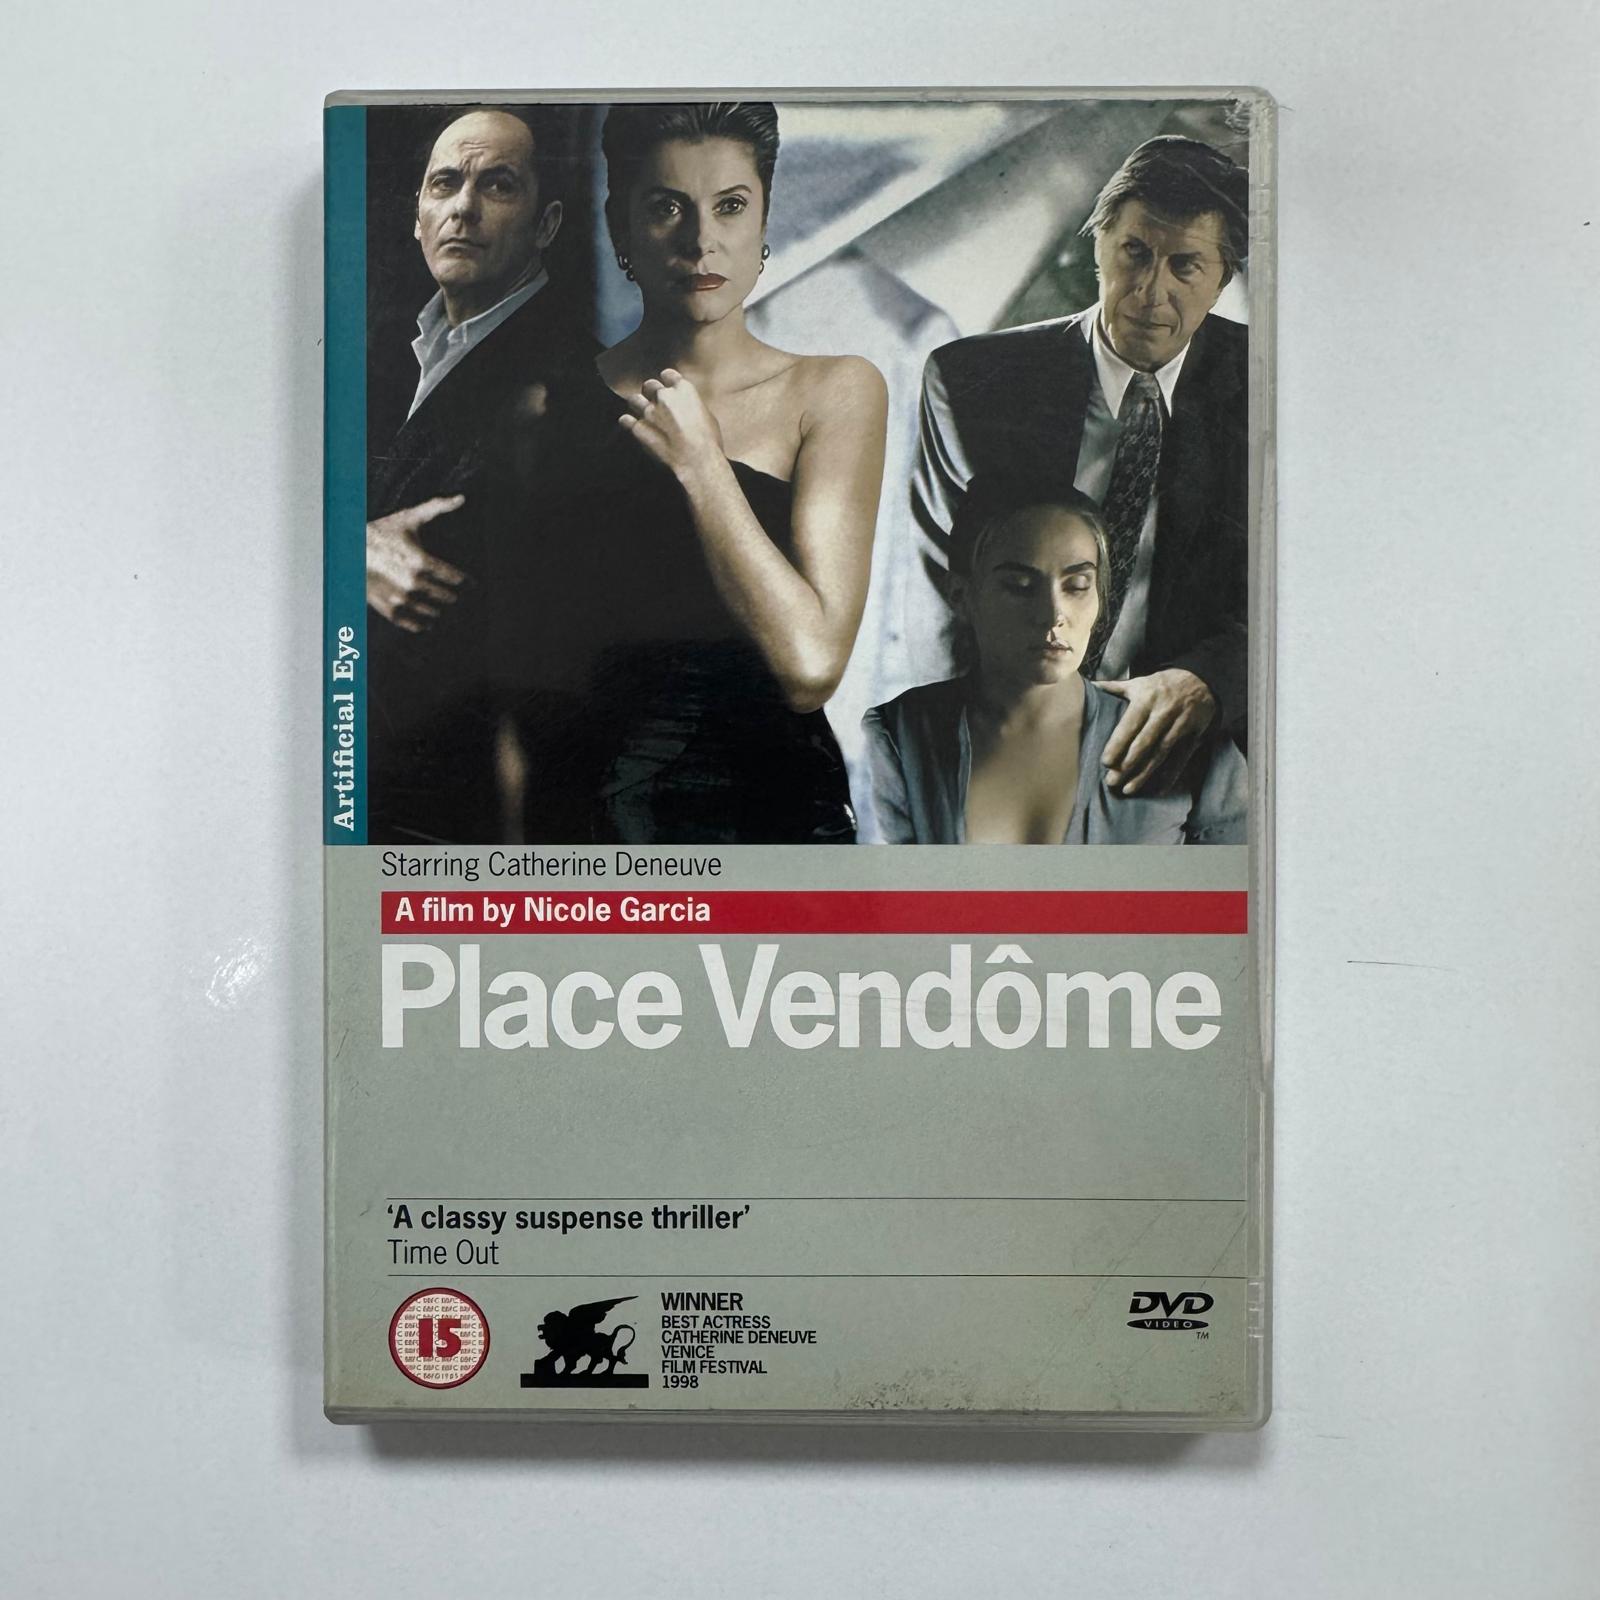 Artificial Eye
Starring Catherine Deneuve
A film by Nicole Garcia
Place Vendôme
‘A classy suspense thriller’
Time Out
15
WINNER
BEST ACTRESS
CATHERINE DENEUVE
VENICE
FILM FESTIVAL
1998
DVD
VIDEO
TM